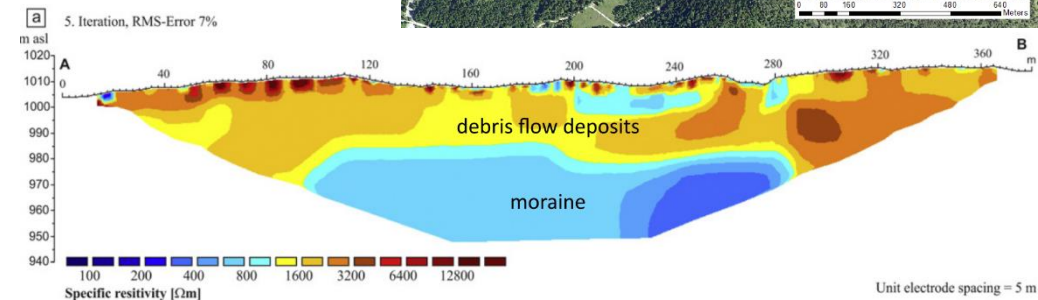 0 80 160 320 480 640
Meters
a 5. Iteration, RMS-Error 7%
m asl
1020
1010
1000
990
980
970
960
950
940
A
B
0 40 80 120 160 200 240 280 320 360 m
debris flow deposits
moraine
100 200 400 800 1600 3200 6400 12800
Specific resitivity [Ωm]
Unit electrode spacing = 5 m